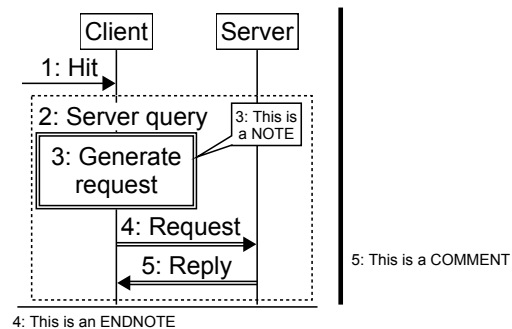 Client
Server
1: Hit
2: Server query
3: This is
a NOTE
3: Generate
request
4: Request
5: Reply
5: This is a COMMENT
4: This is an ENDNOTE